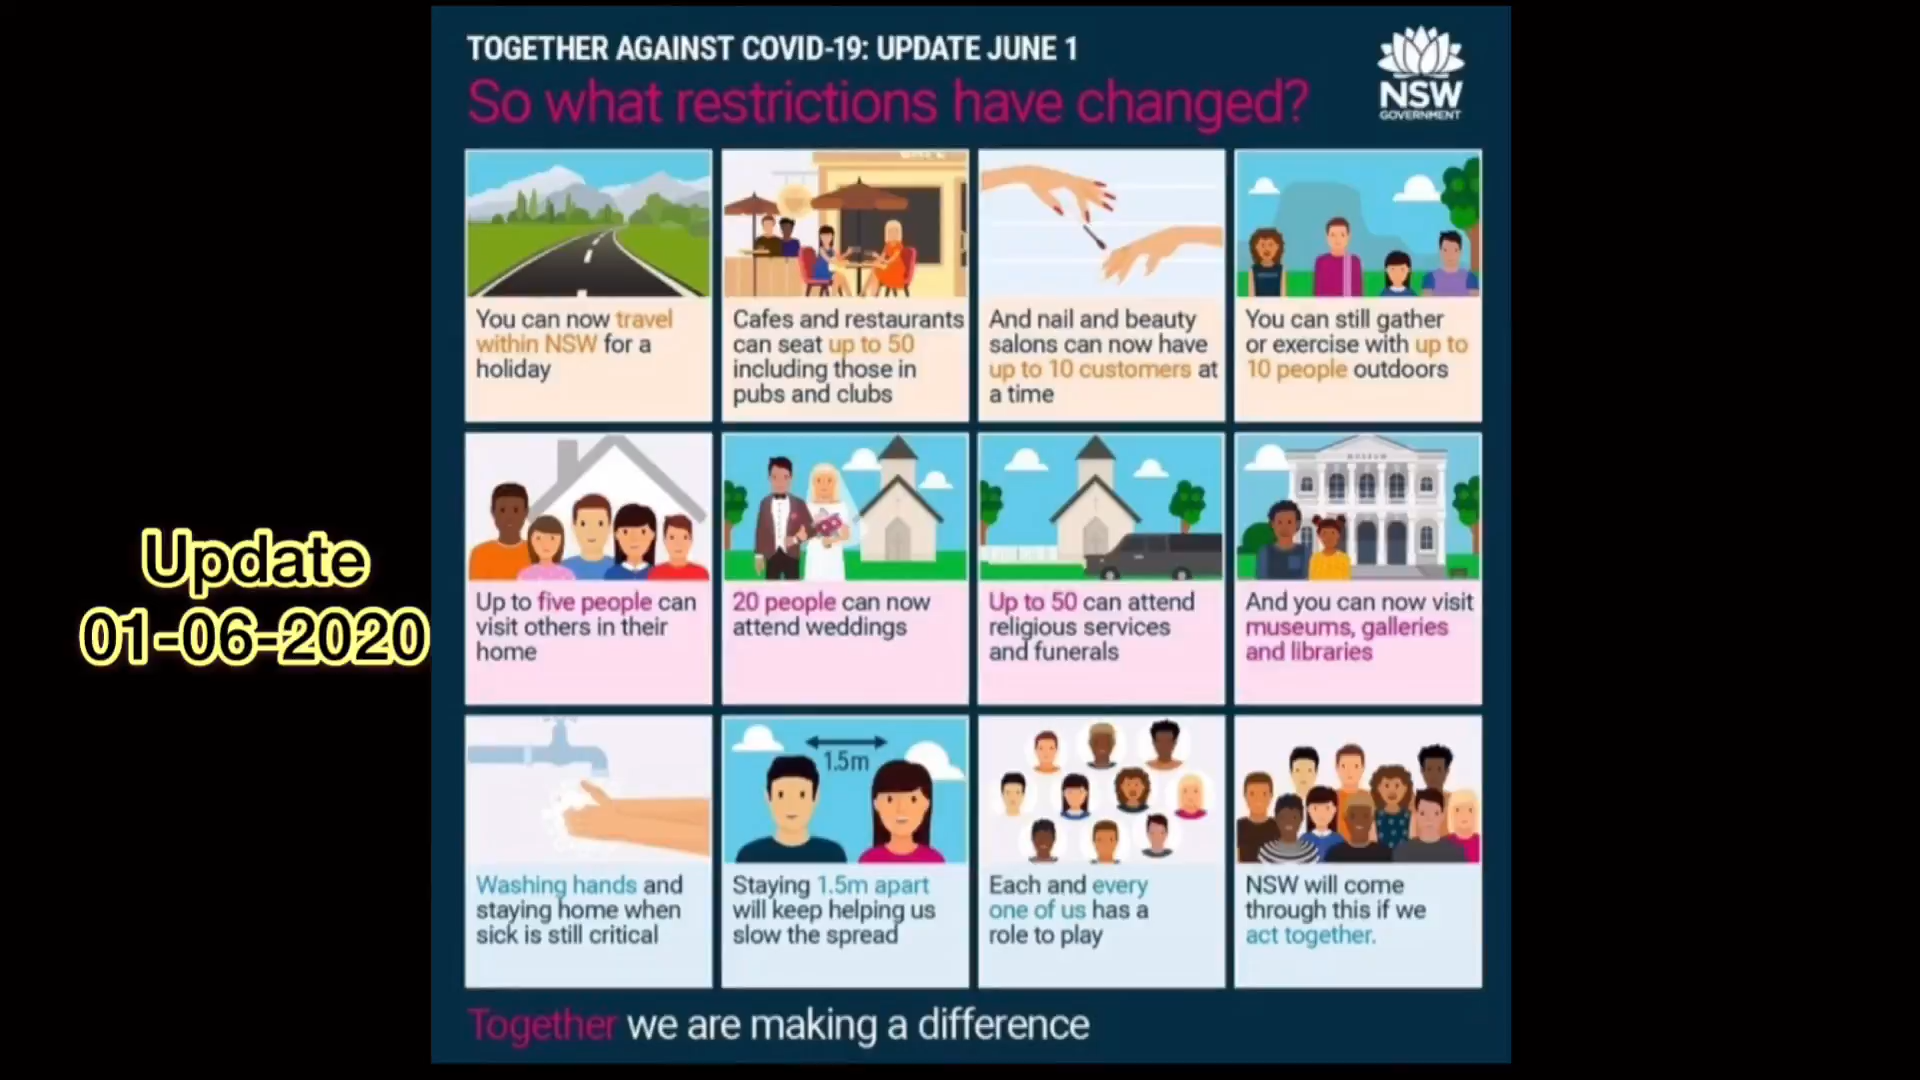 TOGETHER AGAINST COVID-19: UPDATE JUNE 1
So what restrictions have changed?
NSW
GOVERNMENT
You can now travel
within NSW for a
holiday
Cafes and restaurants
can seat up to 50
including those in
pubs and clubs
And nail and beauty
salons can now have
up to 10 customers at
a time
You can still gather
or exercise with up to
10 people outdoors
Update
01-06-2020
Up to five people can
visit others in their
home
20 people can now
attend weddings
Up to 50 can attend
religious services
and funerals
MUSEUM
And you can now visit
museums, galleries
and libraries
Washing hands and
staying home when
sick is still critical
1.5m
Staying 1.5m apart
will keep helping us
slow the spread
Each and every
one of us has a
role to play
NSW will come
through this if we
act together.
Together we are making a difference